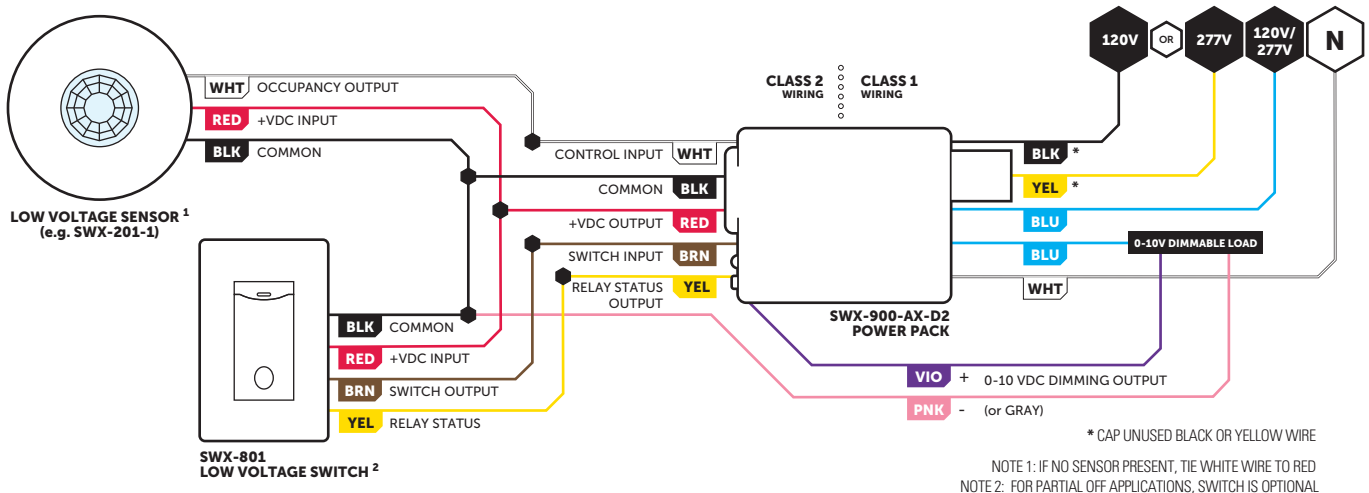 120V
OR
277V
120V/
277V
N
WHT OCCUPANCY OUTPUT
RED +VDC INPUT
BLK COMMON
LOW VOLTAGE SENSOR 1
(e.g. SWX-201-1)
CLASS 2
WIRING
CLASS 1
WIRING
CONTROL INPUT WHT
COMMON BLK
+VDC OUTPUT RED
SWITCH INPUT BRN
RELAY STATUS
OUTPUT
YEL
BLK *
YEL *
BLU
BLU
0-10V DIMMABLE LOAD
WHT
SWX-900-AX-D2
POWER PACK
BLK COMMON
RED +VDC INPUT
BRN SWITCH OUTPUT
YEL RELAY STATUS
SWX-801
LOW VOLTAGE SWITCH 2
VIO + 0-10 VDC DIMMING OUTPUT
PNK - (or GRAY)
* CAP UNUSED BLACK OR YELLOW WIRE
NOTE 1: IF NO SENSOR PRESENT, TIE WHITE WIRE TO RED
NOTE 2: FOR PARTIAL OFF APPLICATIONS, SWITCH IS OPTIONAL